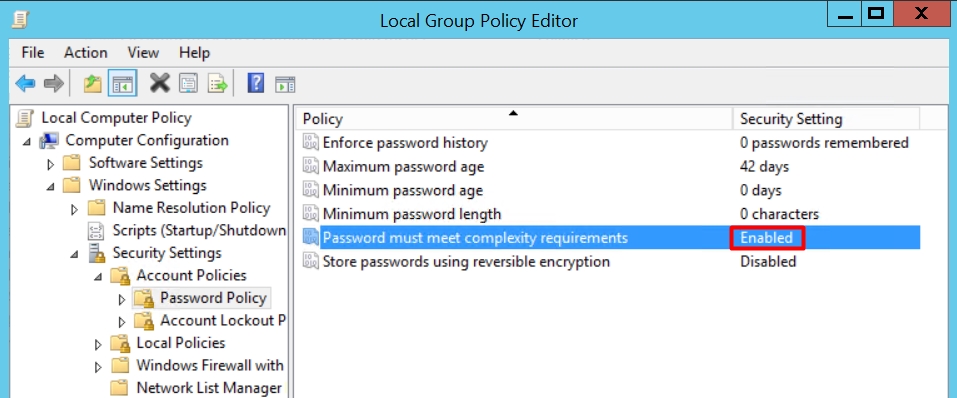 Local Group Policy Editor
File Action View Help
Local Computer Policy
Computer Configuration
Software Settings
Windows Settings
Name Resolution Policy
Scripts (Startup/Shutdown
Security Settings
Account Policies
Password Policy
Account Lockout P
Local Policies
Windows Firewall with
Network List Manager
Policy Security Setting
Enforce password history 0 passwords remembered
Maximum password age 42 days
Minimum password age 0 days
Minimum password length 0 characters
Password must meet complexity requirements Enabled
Store passwords using reversible encryption Disabled